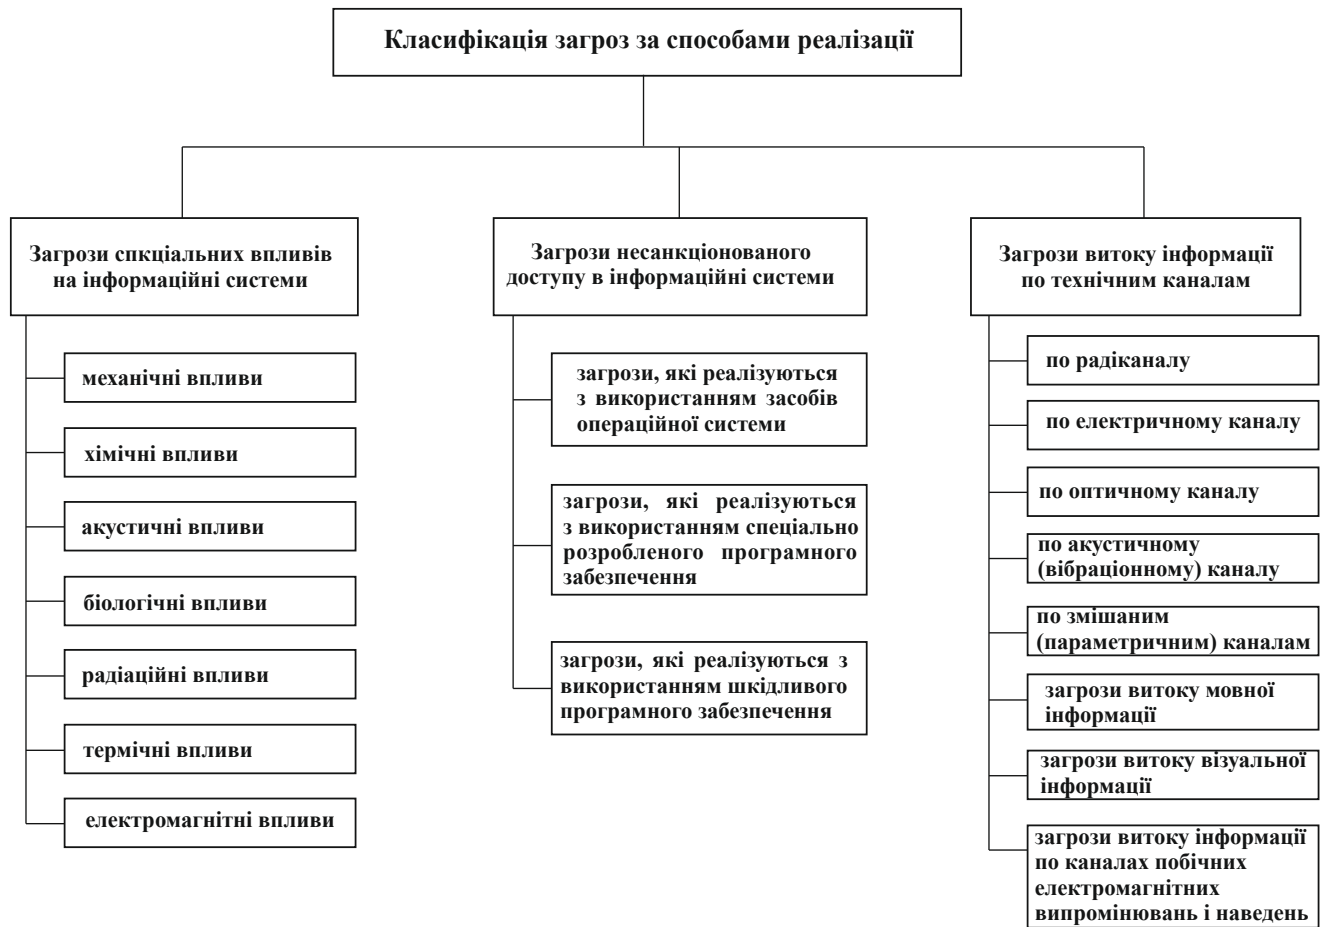 Класифікація загроз за способами реалізації
Загрози спкціальних впливів
на інформаційні системи
механічні впливи
хімічні впливи
акустичні впливи
біологічні впливи
радіаційні впливи
термічні впливи
електромагнітні впливи
Загрози несанкціонованого
доступу в інформаційні системи
загрози, які реалізуються
з використанням засобів
операційної системи
загрози, які реалізуються
з використанням спеціально
розробленого програмного
забезпечення
загрози, які реалізуються з
використанням шкідливого
програмного забезпечення
Загрози витоку інформації
по технічним каналам
по радіканалу
по електричному каналу
по оптичному каналу
по акустичному
(вібраціонному) каналу
по змішаним
(параметричним) каналам
загрози витоку мовної
інформації
загрози витоку візуальної
інформації
загрози витоку інформації
по каналах побічних
електромагнітних
випромінювань і наведень